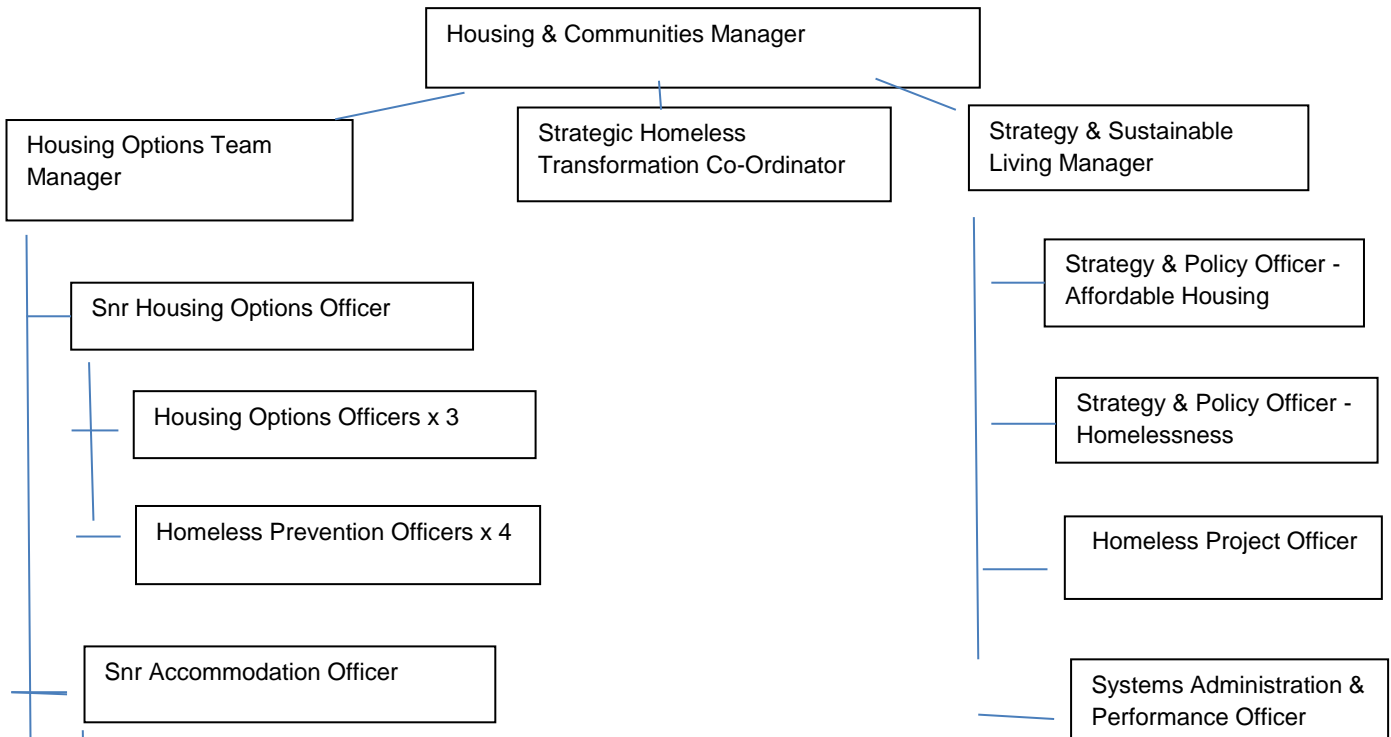 Housing & Communities Manager
Housing Options Team
Manager
Strategic Homeless
Transformation Co-Ordinator
Strategy & Sustainable
Living Manager
Snr Housing Options Officer
Housing Options Officers x 3
Homeless Prevention Officers x 4
Snr Accommodation Officer
Strategy & Policy Officer -
Affordable Housing
Strategy & Policy Officer -
Homelessness
Homeless Project Officer
Systems Administration &
Performance Officer